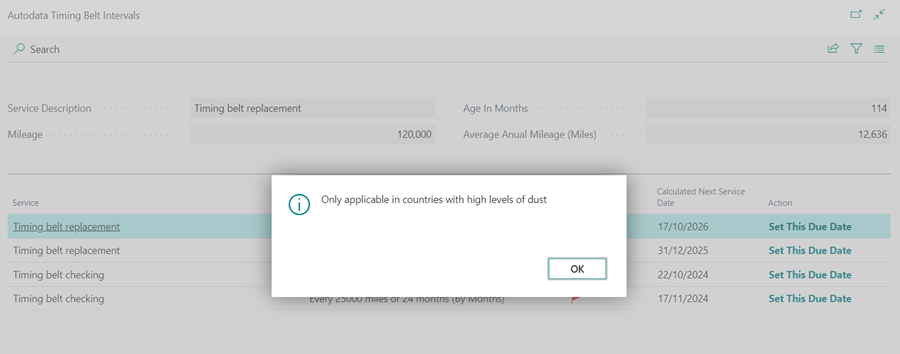 Autodata Timing Belt Intervals
Search
Service Description Timing belt replacement Age In Months 114
Mileage 120,000 Average Anual Mileage (Miles) 12,636
Only applicable in countries with high levels of dust
OK
Service Calculated Next Service Date Action
Timing belt replacement 17/10/2026 Set This Due Date
Timing belt replacement 31/12/2025 Set This Due Date
Timing belt checking 22/10/2024 Set This Due Date
Timing belt checking Every 25000 miles or 24 months (By Months) 17/11/2024 Set This Due Date